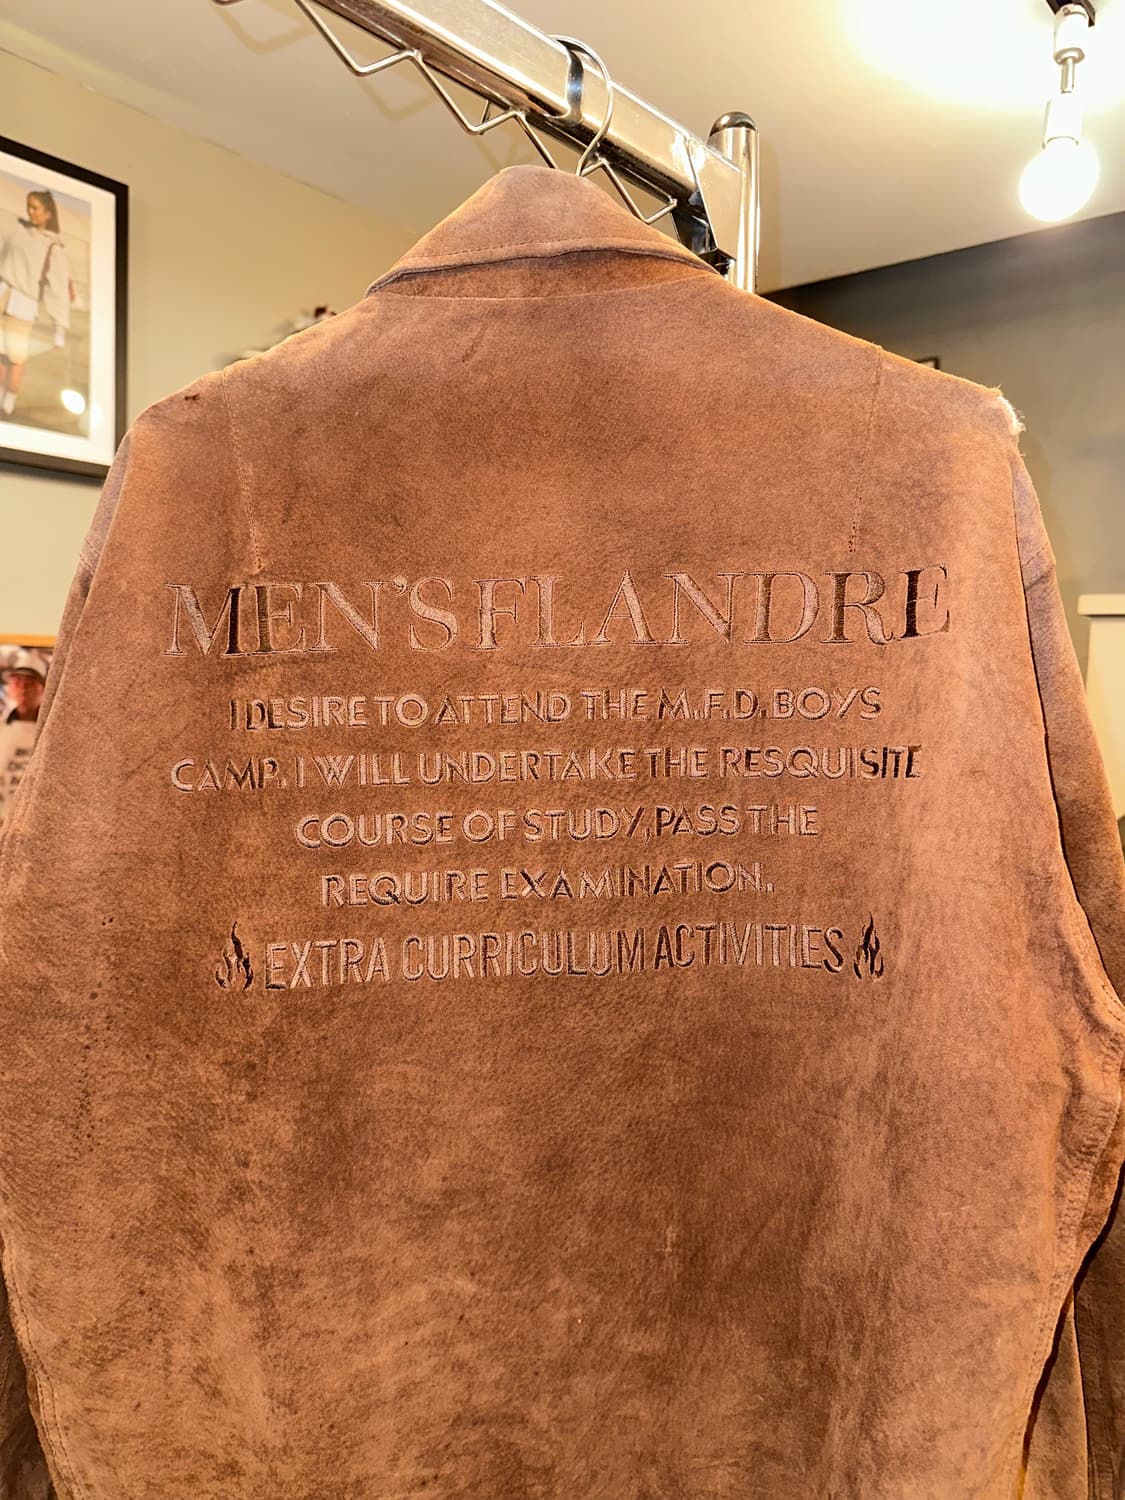 MEN'S FLANDRE
I DESIRE TO ATTEND THE M.F.D. BOYS
CAMP. I WILL UNDERTAKE THE RESQUISITE
COURSE OF STUDY, PASS THE
REQUIRE EXAMINATION.
EXTRA CURRICULUM ACTIVITIES